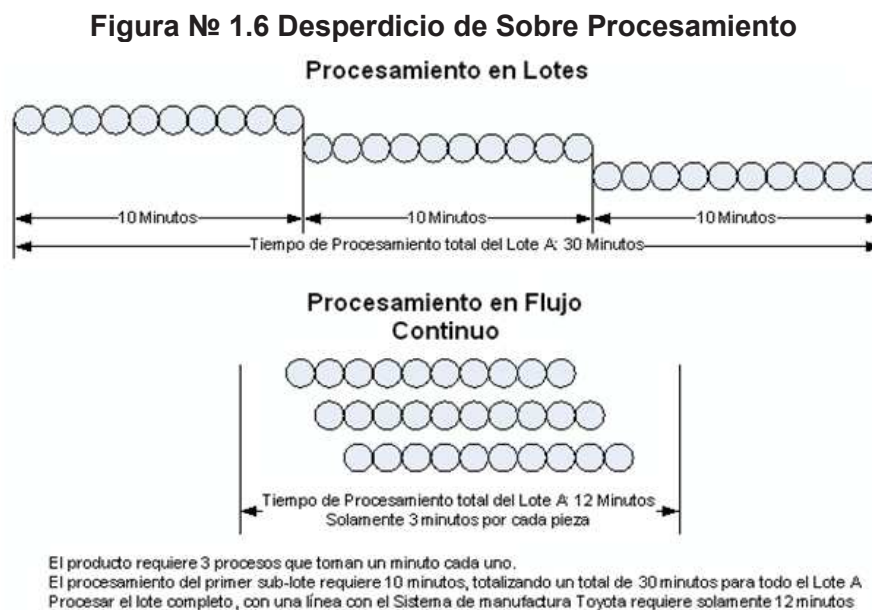 Figura № 1.6 Desperdicio de Sobre Procesamiento
Procesamiento en Lotes
10 Minutos
10 Minutos
10 Minutos
Tiempo de Procesamiento total del Lote A: 30 Minutos
Procesamiento en Flujo
Continuo
Tiempo de Procesamiento total del Lote A: 12 Minutos
Solamente 3 minutos por cada pieza
El producto requiere 3 procesos que toman un minuto cada uno.
El procesamiento del primer sub-lote requiere 10 minutos, totalizando un total de 30 minutos para todo el Lote A
Procesar el lote completo, con una línea con el Sistema de manufactura Toyota requiere solamente 12 minutos